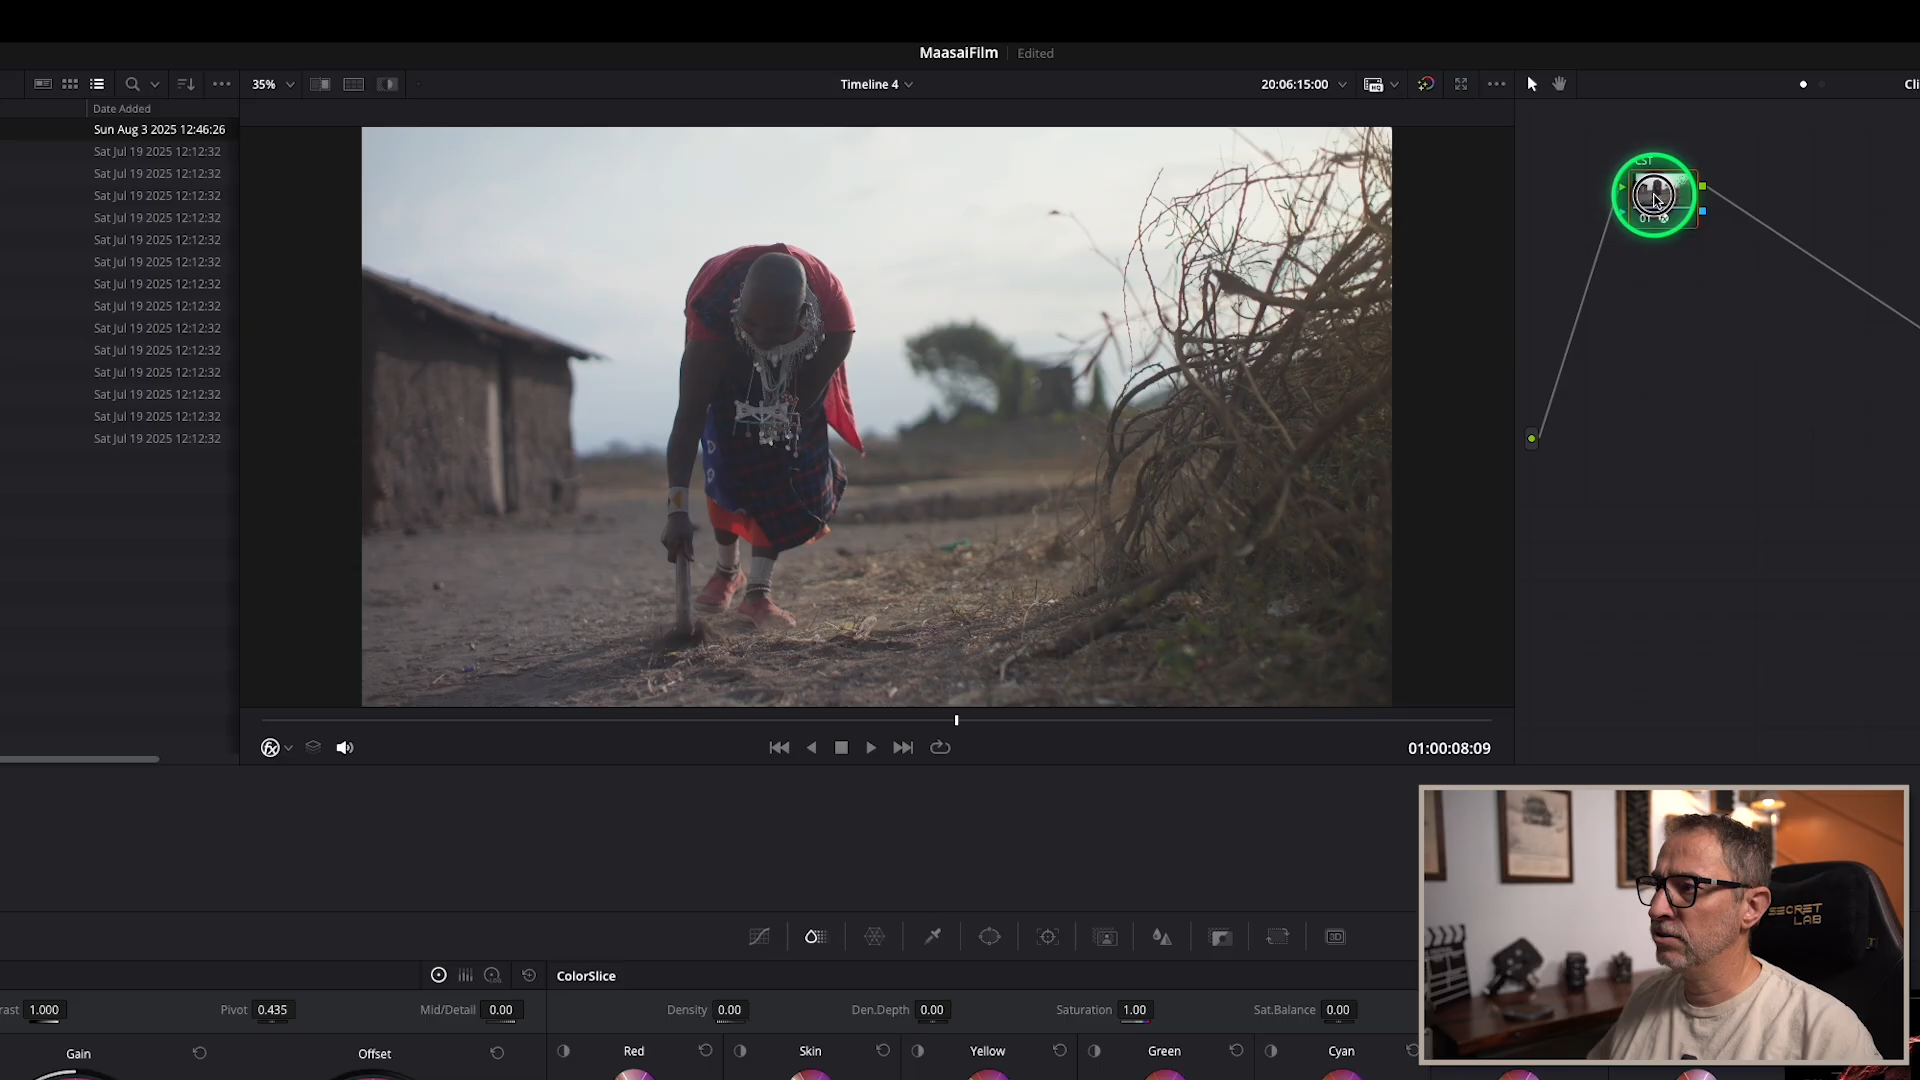 MaasaiFilm Edited
35% Timeline 4 20:06:15:00 Cli
Date Added
Sun Aug 3 2025 12:46:26
Sat Jul 19 2025 12:12:32
Sat Jul 19 2025 12:12:32
Sat Jul 19 2025 12:12:32
Sat Jul 19 2025 12:12:32
Sat Jul 19 2025 12:12:32
Sat Jul 19 2025 12:12:32
Sat Jul 19 2025 12:12:32
Sat Jul 19 2025 12:12:32
Sat Jul 19 2025 12:12:32
Sat Jul 19 2025 12:12:32
Sat Jul 19 2025 12:12:32
Sat Jul 19 2025 12:12:32
Sat Jul 19 2025 12:12:32
Sat Jul 19 2025 12:12:32
CST
01
01:00:08:09
SECRET
LAB
3D
ColorSlice
rast 1.000 Pivot 0.435 Mid/Detail 0.00
Density 0.00 Den.Depth 0.00 Saturation 1.00 Sat.Balance 0.00
Gain Offset
Red Skin Yellow Green Cyan